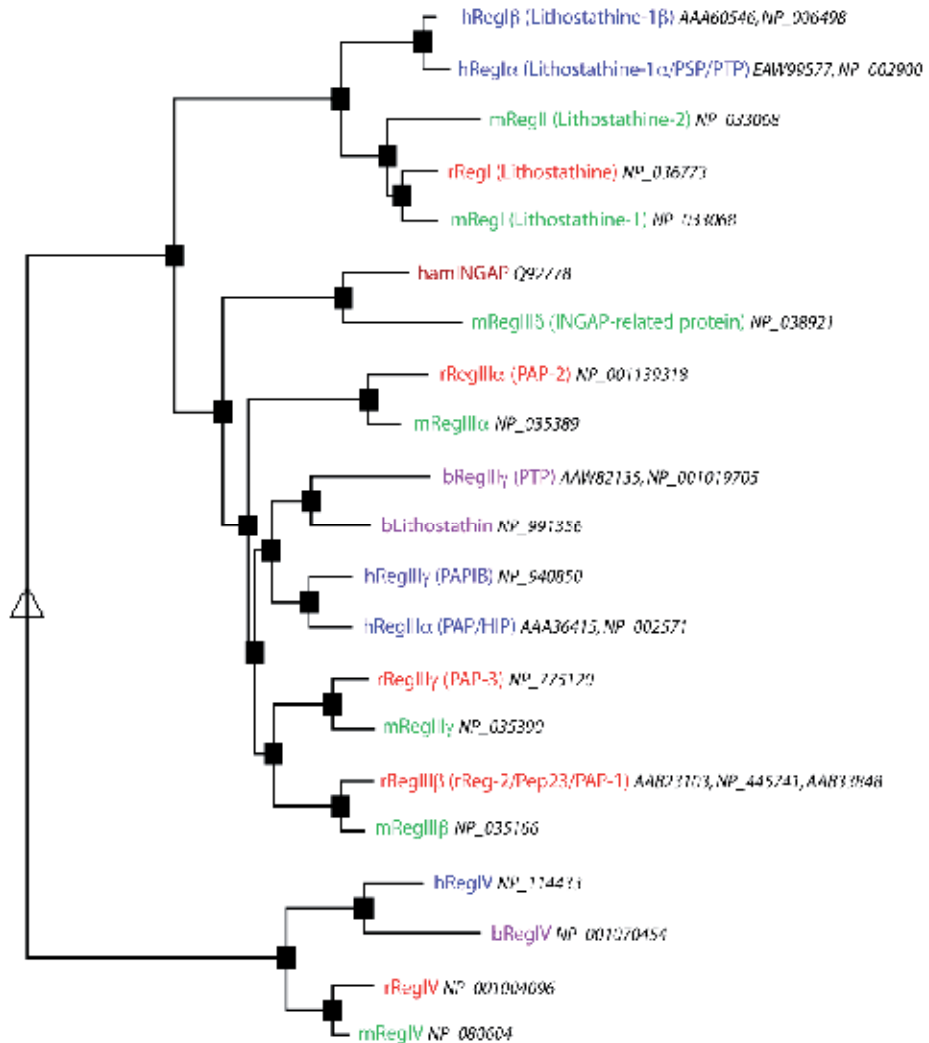 hRegIβ (Lithostathine-1β) AAA60546, NP_006498
hRegIα (Lithostathine-1α/PSP/PTP) EAW99577, NP_002900
mRegII (Lithostathine-2) NP_033068
rRegI (Lithostathine) NP_036773
mRegI (Lithostathine-1) NP_033068
hamINGAP Q92778
mRegIIIδ (INGAP-related protein) NP_038921
rRegIIIα (PAP-2) NP_001139318
mRegIIIα NP_035389
bRegIIIγ (PTP) AAW82135, NP_001019705
bLithostathin NP_991356
hRegIIIγ (PAPIB) NP_940850
hRegIIIα (PAP/HIP) AAA36415, NP_002571
rRegIIIγ (PAP-3) NP_775120
mRegIIIγ NP_035390
rRegIIIβ (rReg-2/Pep23/PAP-1) NP_445741
mRegIIIβ NP_035166
hRegIV NP_114433
bRegIV NP_001070454
rRegIV NP_001004096
mRegIV NP_080604